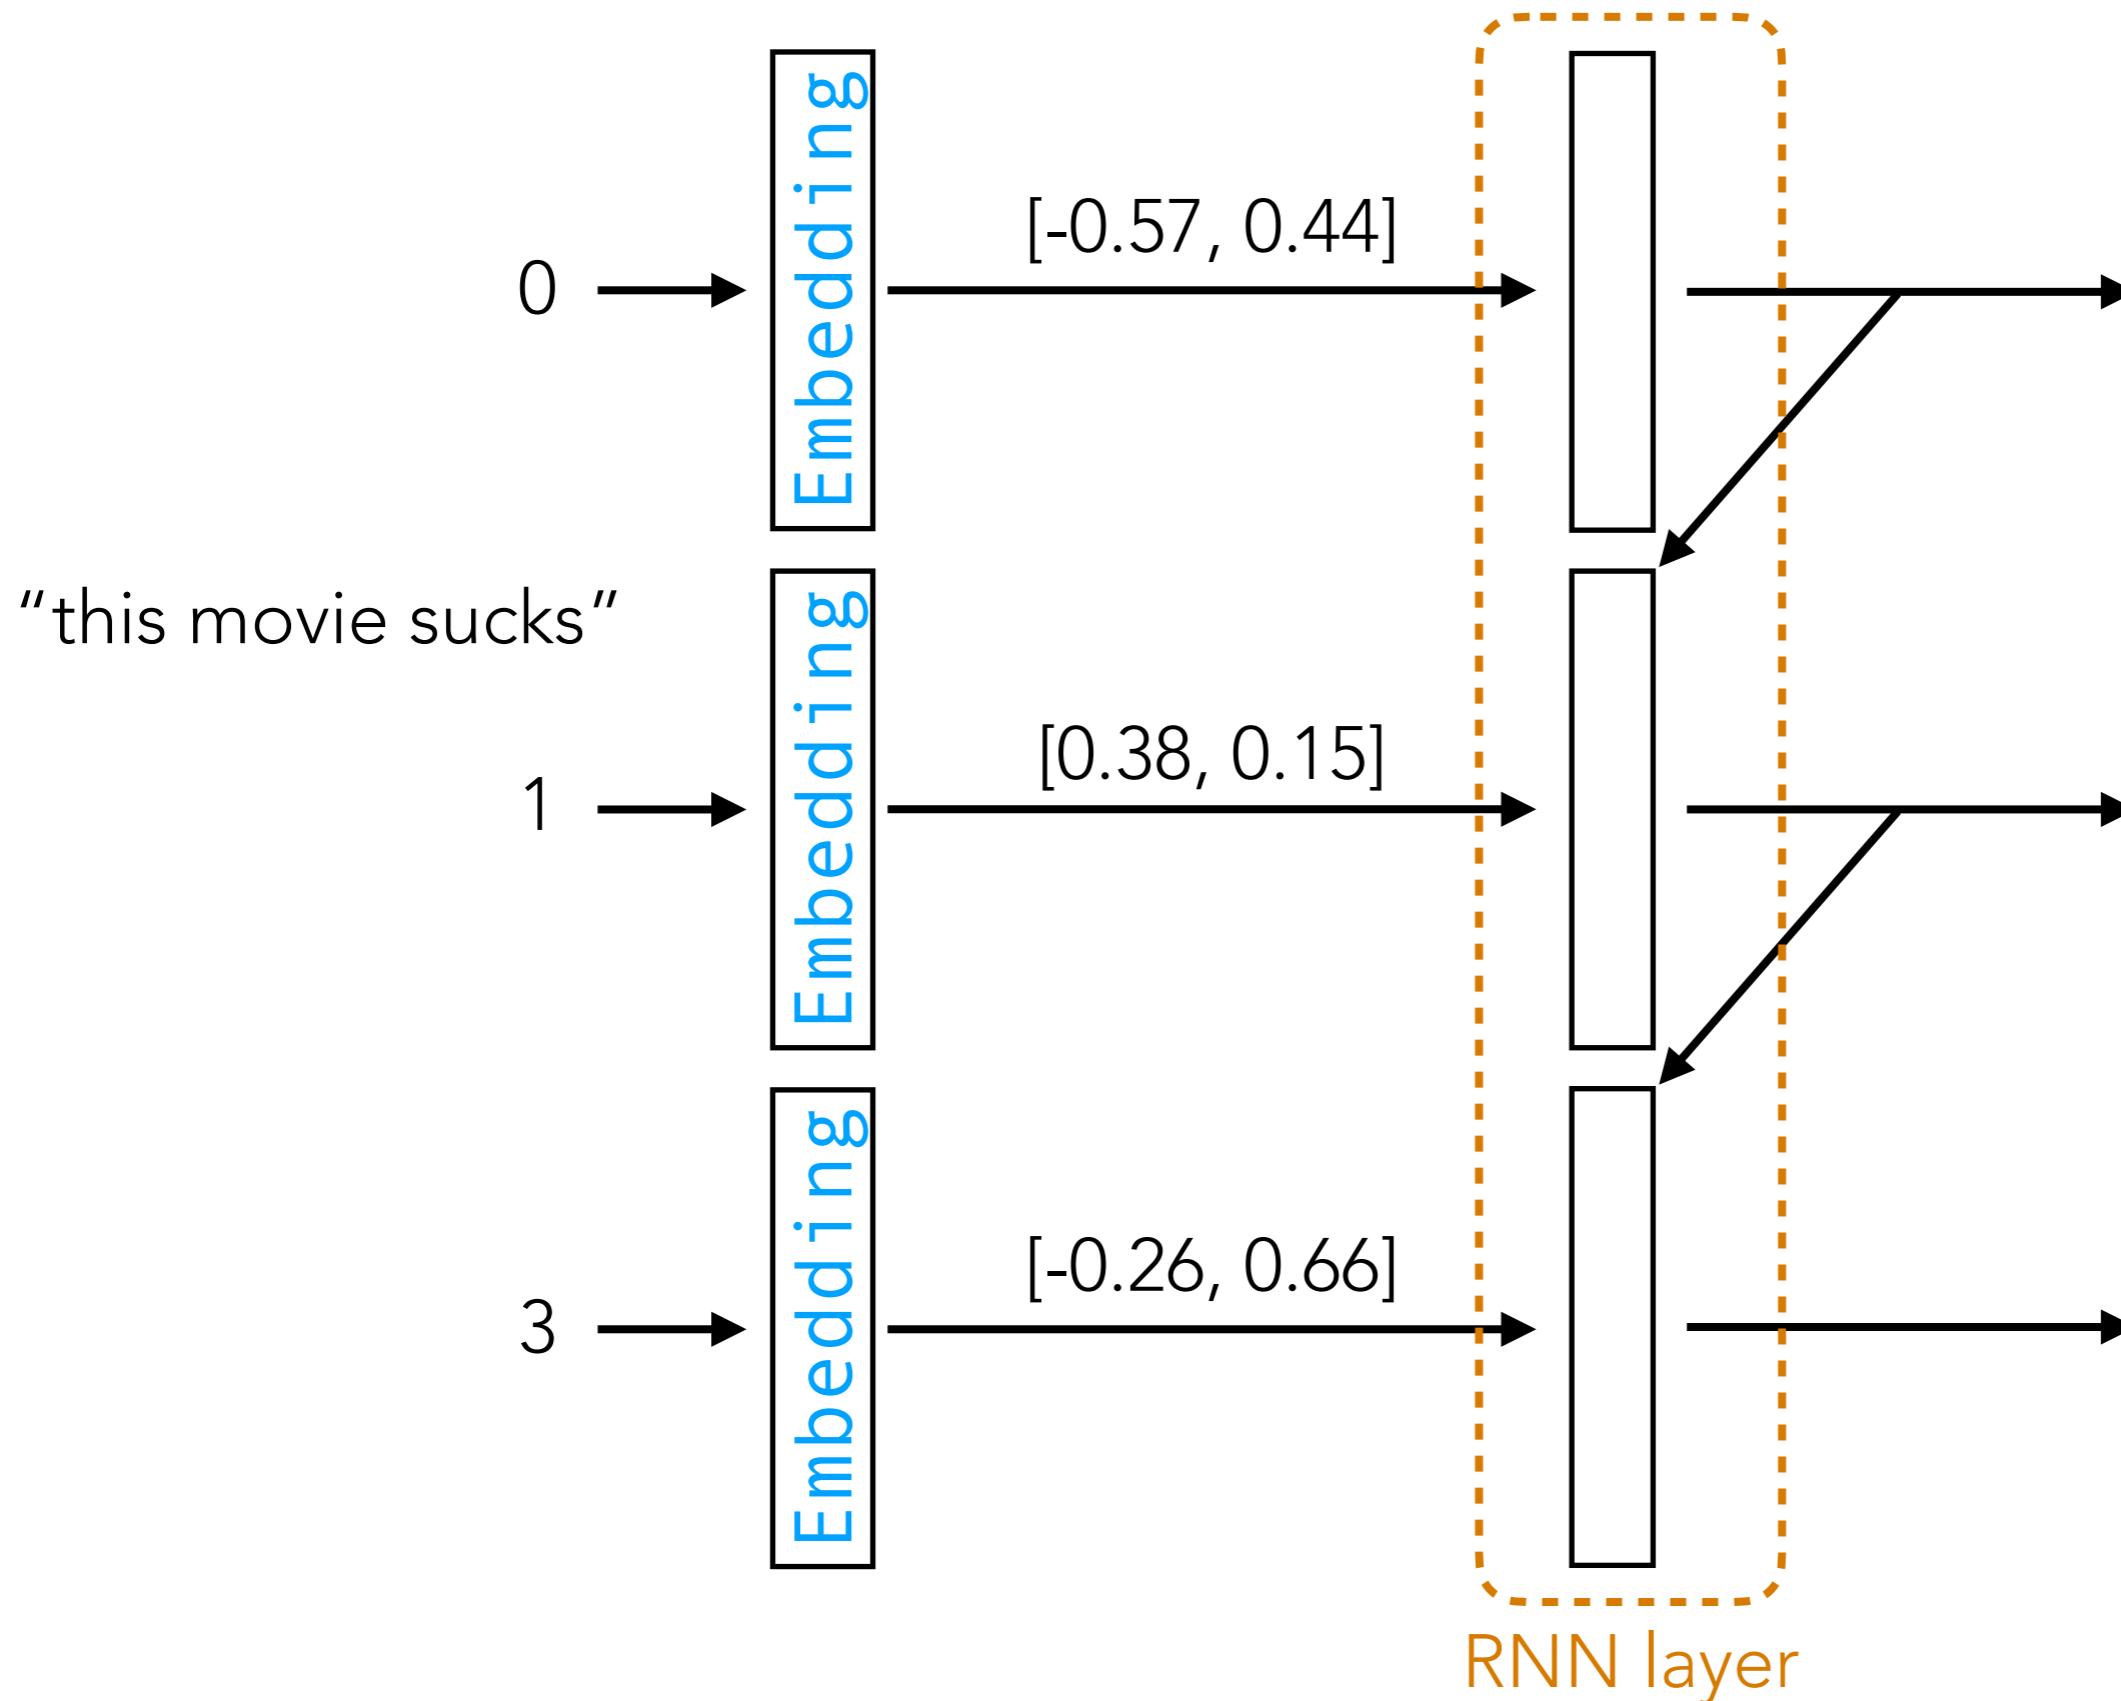 Embedding
[-0.57, 0.44]
0
“this movie sucks”
Embedding
[0.38, 0.15]
1
Embedding
[-0.26, 0.66]
3
RNN layer